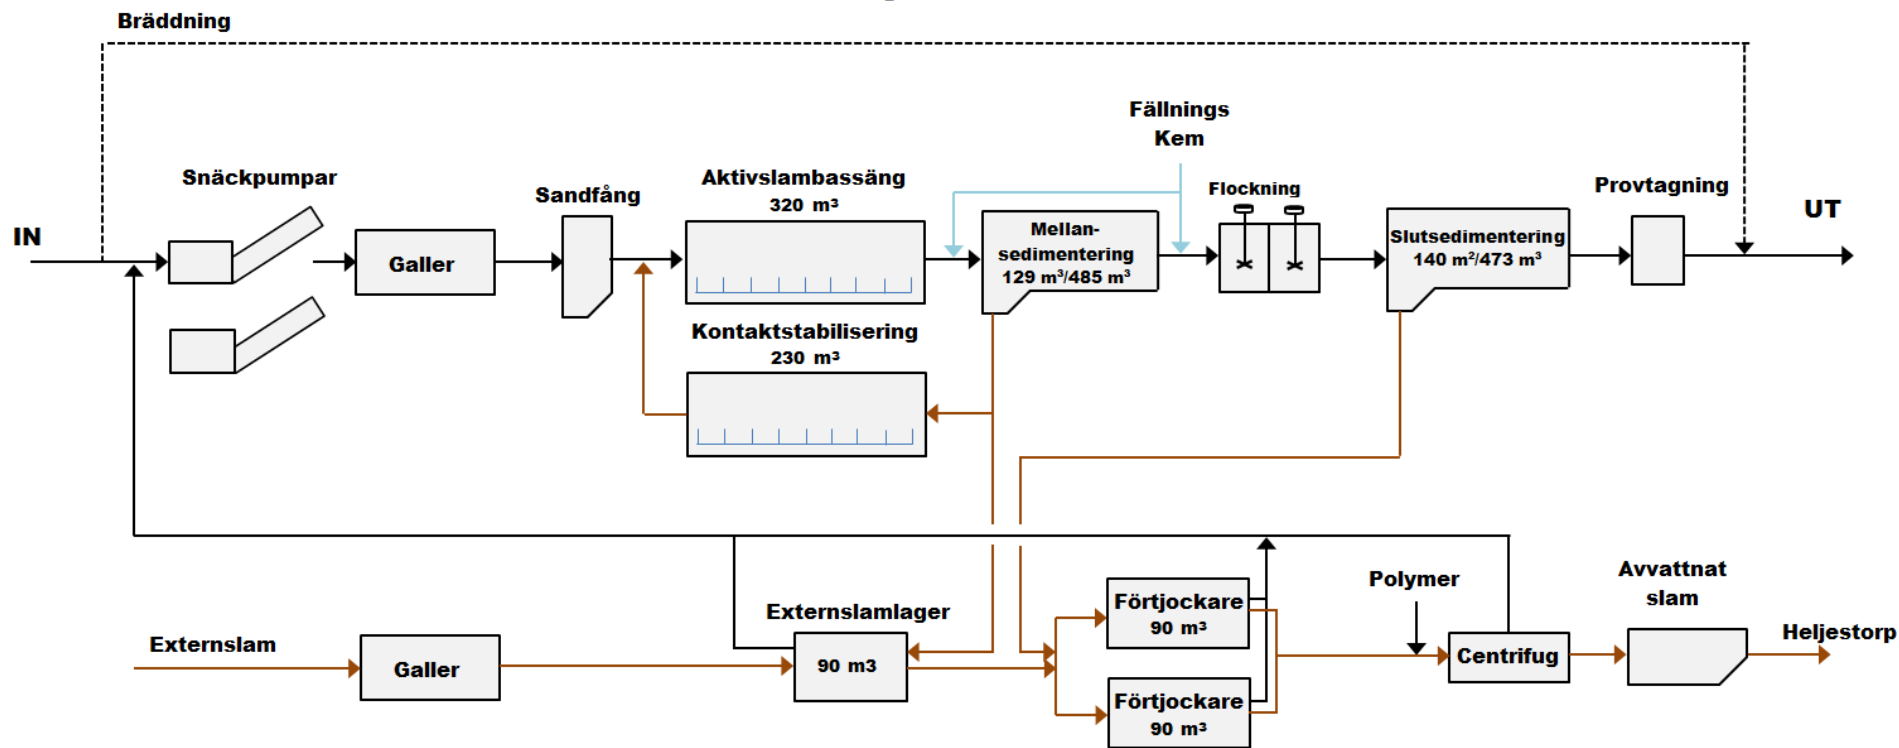 Bräddning
Fällnings
Kem
Snäckpumpar
Sandfång
Aktivslambassäng
320 m³
Flockning
Provtagning
IN
UT
Galler
Mellan-
sedimentering
129 m³/485 m³
Slutsedimentering
140 m²/473 m³
Kontaktstabilisering
230 m³
Externslam
Galler
Externslamlager
90 m3
Förtjockare
90 m³
Förtjockare
90 m³
Polymer
Centrifug
Avvattnat
slam
Heljestorp